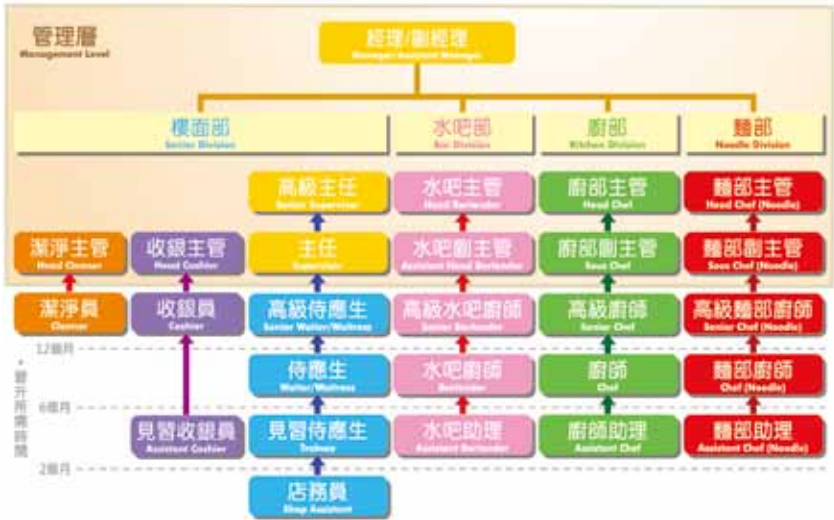 管理層
Management Level
經理/副經理
Manager/Assistant Manager
樓面部
水吧部
Bar Division
廚部
Kitchen Division
麵部
Noodle Division
高級主任
Senior Supervisor
水吧主管
Head Bartender
廚部主管
Head Chef
麵部主管
Head Chef (Noodle)
潔淨主管
Head Cleaner
收銀主管
Head Cashier
主任
Supervisor
水吧副主管
Assistant Head Bartender
廚部副主管
Sous Chef
麵部副主管
Sous Chef (Noodle)
潔淨員
Cleaner
收銀員
Cashier
高級侍應生
Senior Waiter/Waitress
高級水吧廚師
Senior Bartender
高級廚師
Senior Chef
高級麵部廚師
Senior Chef (Noodle)
12個月
侍應生
Waiter/Waitress
水吧廚師
Bartender
廚師
Chef
麵部廚師
Chef (Noodle)
*晉升所需時間
6個月
見習收銀員
Assistant Cashier
見習侍應生
Trainee
水吧助理
Assistant Bartender
廚師助理
Assistant Chef
麵部助理
Assistant Chef (Noodle)
2個月
店務員
Shop Assistant